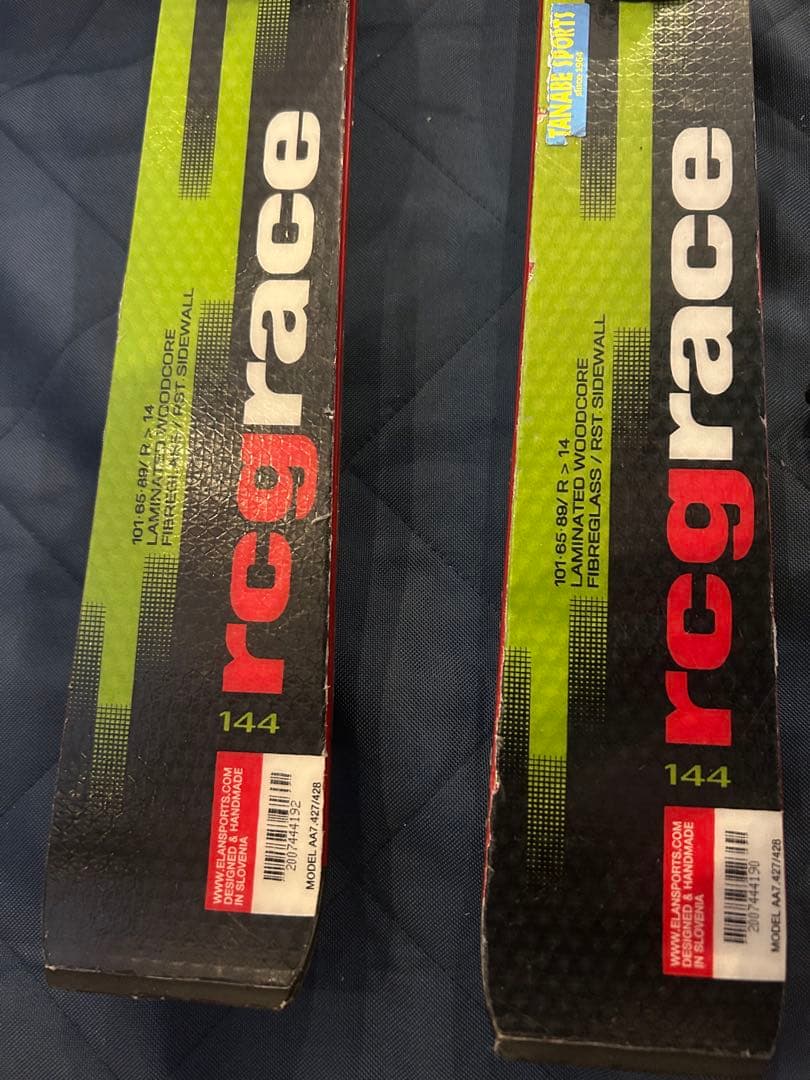 rcgrace
101·65·89/ R > 14
LAMINATED WOODCORE
FIBREGLASS / RST. SIDEWALL
144
WWW.ELANSPORTS.COM
DESIGNED & HANDMADE
IN SLOVENIA
2007444192
MODEL AA7.427/428
TANABE SPORTS
since 1964
rcgrace
101·65·89/ R > 14
LAMINATED WOODCORE
FIBREGLASS / RST. SIDEWALL
144
WWW.ELANSPORTS.COM
DESIGNED & HANDMADE
IN SLOVENIA
2007444190
MODEL AA7.427/428